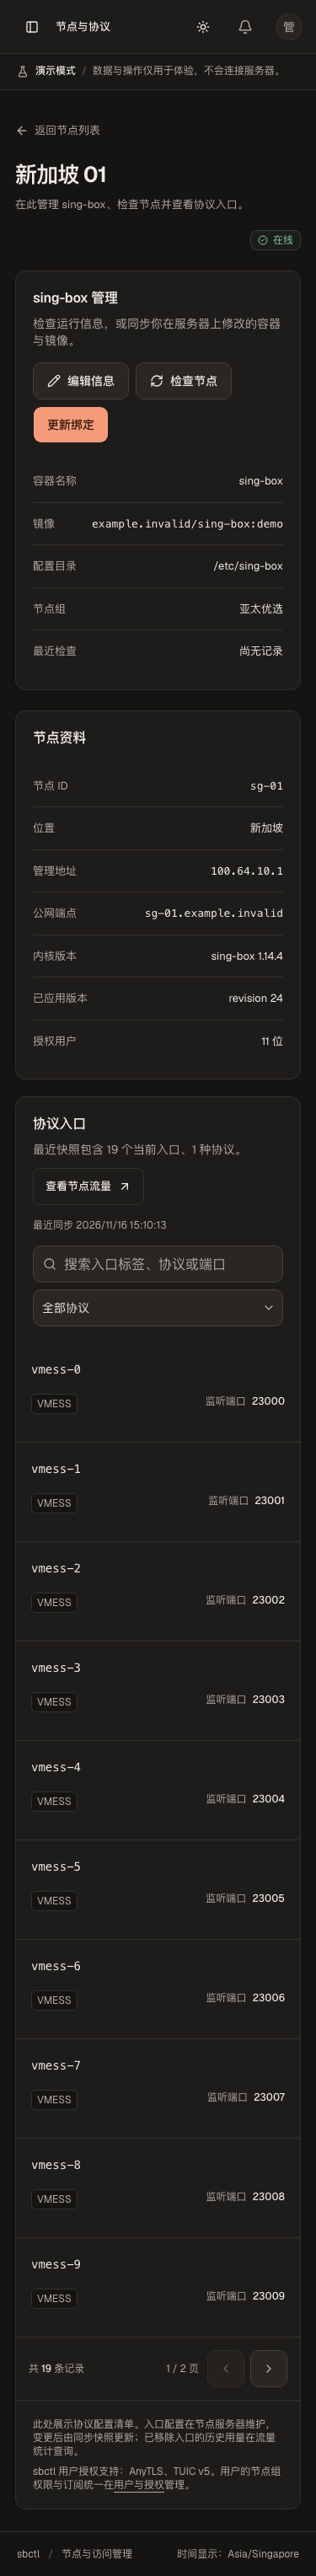 节点与协议
管
演示模式 / 数据与操作仅用于体验，不会连接服务器。
返回节点列表
新加坡 01
在此管理 sing-box、检查节点并查看协议入口。
在线
sing-box 管理
检查运行信息，或同步你在服务器上修改的容器
与镜像。
编辑信息
检查节点
更新绑定
容器名称 sing-box
镜像 example.invalid/sing-box:demo
配置目录 /etc/sing-box
节点组 亚太优选
最近检查 尚无记录
节点资料
节点 ID sg-01
位置 新加坡
管理地址 100.64.10.1
公网端点 sg-01.example.invalid
内核版本 sing-box 1.14.4
已应用版本 revision 24
授权用户 11 位
协议入口
最近快照包含 19 个当前入口、1 种协议。
查看节点流量
最近同步 2026/11/16 15:10:13
搜索入口标签、协议或端口
全部协议
vmess-0
VMESS 监听端口 23000
vmess-1
VMESS 监听端口 23001
vmess-2
VMESS 监听端口 23002
vmess-3
VMESS 监听端口 23003
vmess-4
VMESS 监听端口 23004
vmess-5
VMESS 监听端口 23005
vmess-6
VMESS 监听端口 23006
vmess-7
VMESS 监听端口 23007
vmess-8
VMESS 监听端口 23008
vmess-9
VMESS 监听端口 23009
共 19 条记录 1 / 2 页
此处展示协议配置清单。入口配置在节点服务器维护，
变更后由同步快照更新；已移除入口的历史用量在流量
统计查询。
sbctl 用户授权支持：AnyTLS、TUIC v5。用户的节点组
权限与订阅统一在用户与授权管理。
sbctl / 节点与访问管理 时间显示：Asia/Singapore